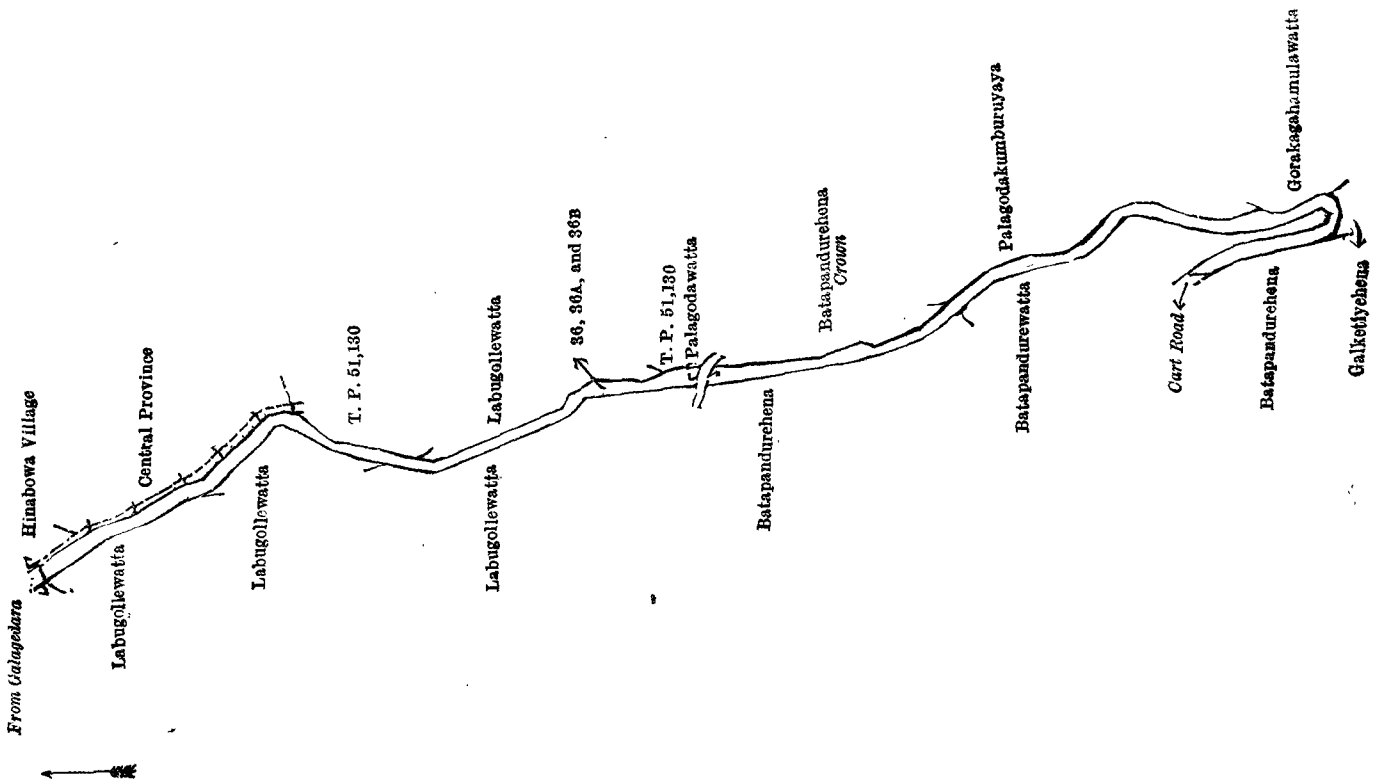 From Galagedara
Hinabowa Village
Labugollewatta
Central Province
Labugollewatta
T. P. 51,130
Labugollewatta
Labugollewatta
36, 36A, and 36B
T. P. 51,130
Palagodawatta
Batapandurehena
Batapandurehena
Crown
Palagodakumburuyaya
Batapandurewatta
Cart Road
Gorakagahamulawatta
Batapandurehena
Galketiyehena